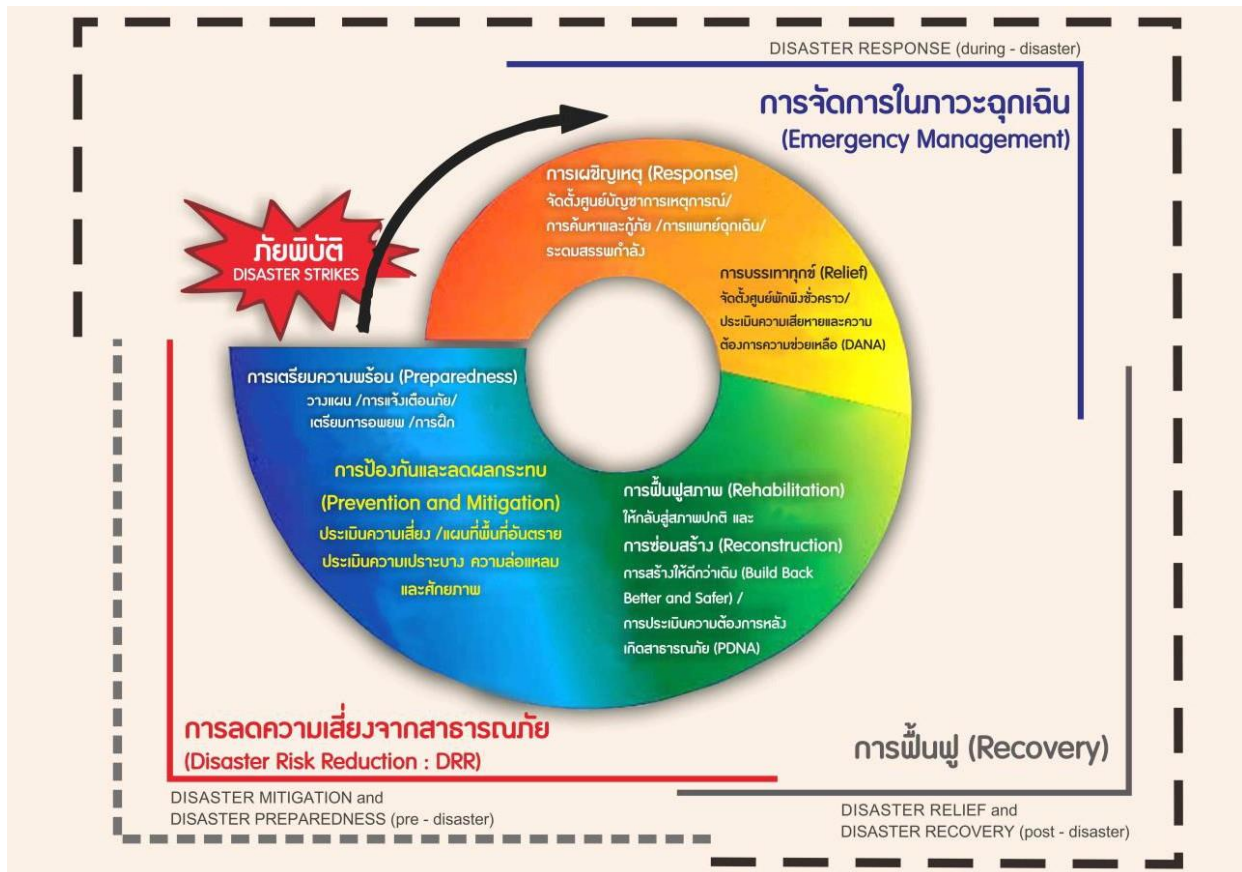 DISASTER RESPONSE (during - disaster)
การจัดการในภาวะฉุกเฉิน
(Emergency Management)
การเผชิญเหตุ (Response)
จัดตั้งศูนย์บัญชาการเหตุการณ์/
การค้นหาและกู้ภัย /การแพทย์ฉุกเฉิน/
ระดมสรรพกำลัง
ภัยพิบัติ
DISASTER STRIKES
การบรรเทาทุกข์ (Relief)
จัดตั้งศูนย์พักพิงชั่วคราว/
ประเมินความเสียหายและความ
ต้องการความช่วยเหลือ (DANA)
การเตรียมความพร้อม (Preparedness)
วางแผน /การแจ้งเตือนภัย/
เตรียมการอพยพ /การฝึก
การป้องกันและลดผลกระทบ
(Prevention and Mitigation)
ประเมินความเสี่ยง /แผนที่พื้นที่อันตราย
ประเมินความเปราะบาง ความล่อแหลม
และศักยภาพ
การฟื้นฟูสภาพ (Rehabilitation)
ให้กลับสู่สภาพปกติ และ
การซ่อมสร้าง (Reconstruction)
การสร้างให้ดีกว่าเดิม (Build Back
Better and Safer) /
การประเมินความต้องการหลัง
เกิดสาธารณภัย (PDNA)
การลดความเสี่ยงจากสาธารณภัย
(Disaster Risk Reduction : DRR)
การฟื้นฟู (Recovery)
DISASTER MITIGATION and
DISASTER PREPAREDNESS (pre - disaster)
DISASTER RELIEF and
DISASTER RECOVERY (post - disaster)